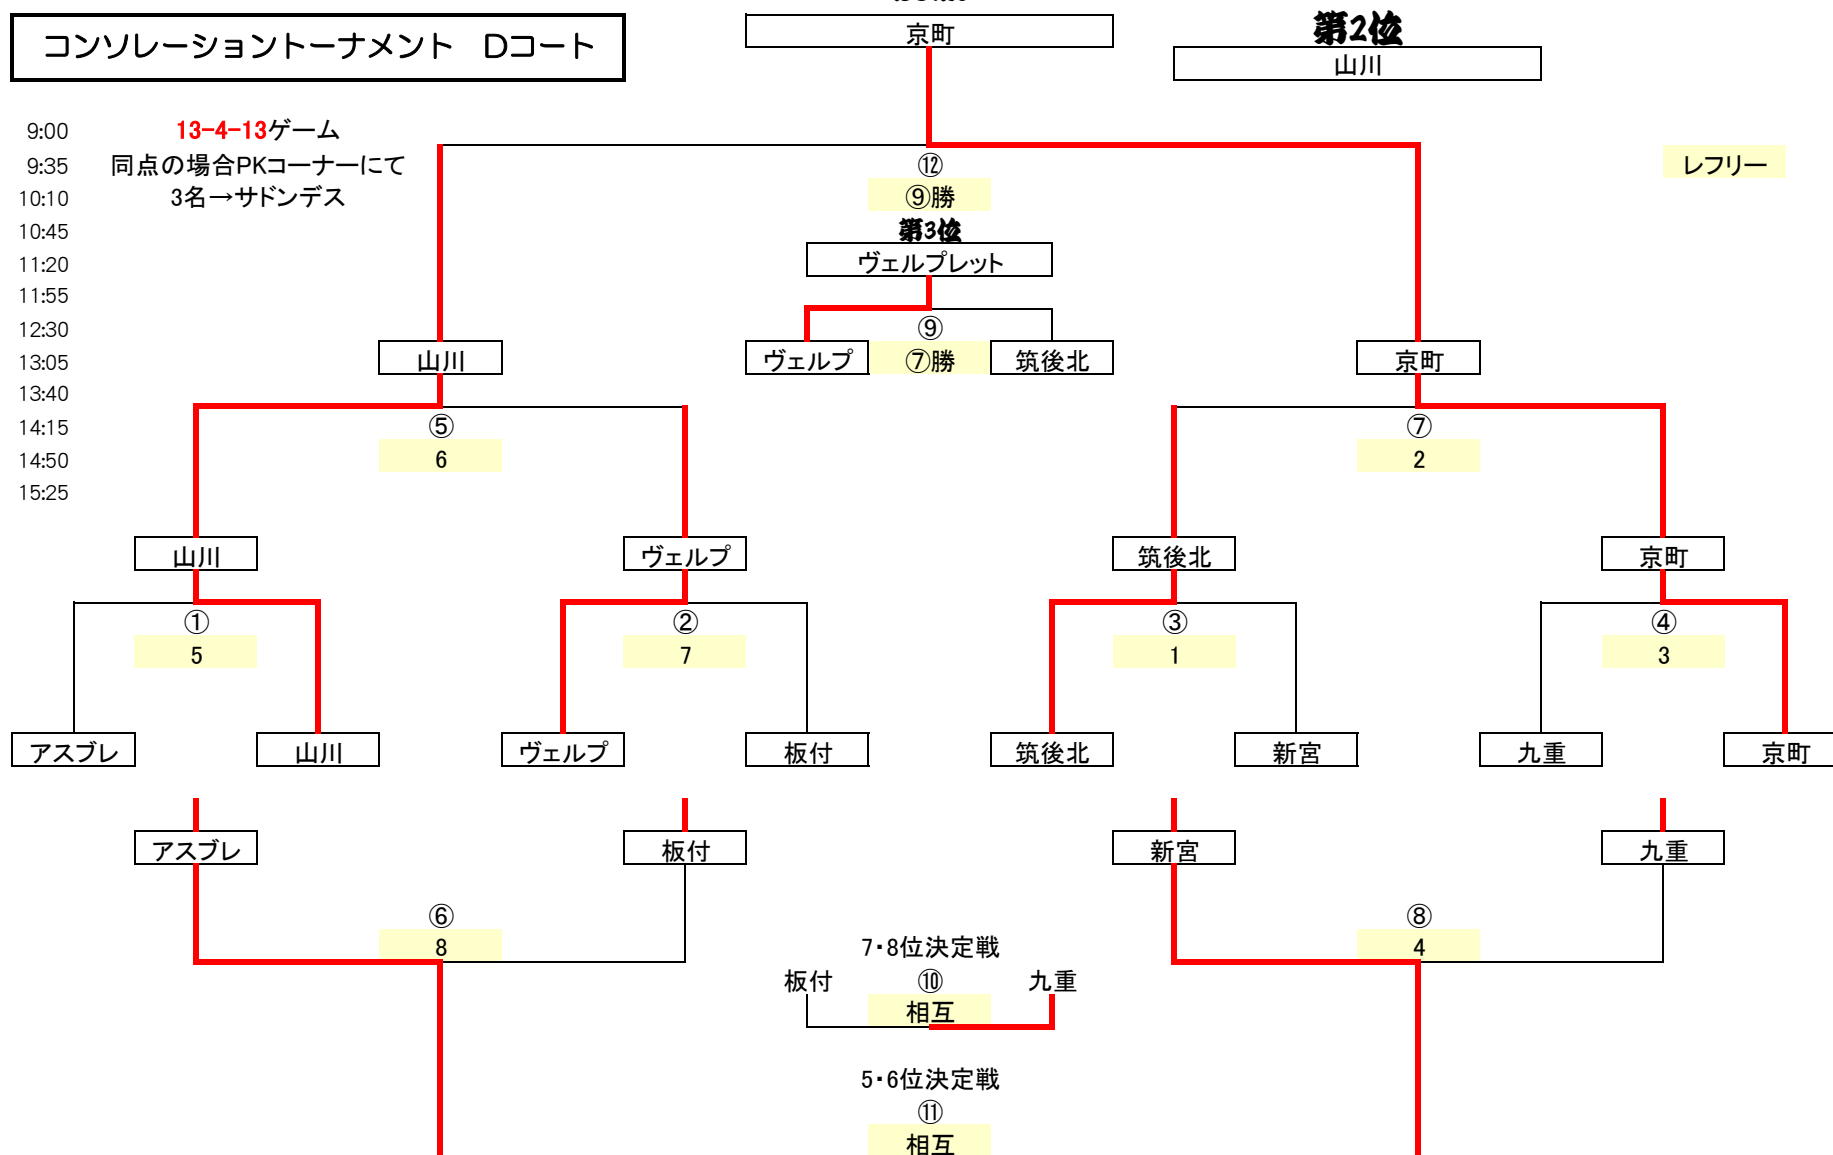 コンソレーショントーナメント Dコート
京町
第2位
山川
9:00 13-4-13ゲーム
9:35 同点の場合PKコーナーにて
10:10 3名→サドンデス
10:45
11:20
11:55
12:30
13:05
13:40
14:15
14:50
15:25
レフリー
⑫
⑨勝
第3位
ヴェルプレット
⑨
ヴェルプ ⑦勝 筑後北
山川 京町
⑤ ⑦
6 2
山川 ヴェルプ 筑後北 京町
① ② ③ ④
5 7 1 3
アスブレ 山川 ヴェルプ 板付 筑後北 新宮 九重 京町
アスブレ 板付 新宮 九重
⑥ ⑧
8 4
7・8位決定戦
板付 ⑩ 九重
相互
5・6位決定戦
⑪
相互